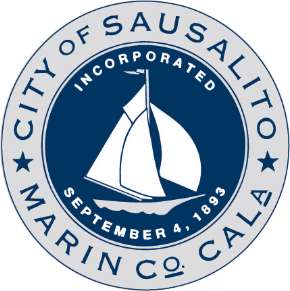 CITY OF SAUSALITO
INCORPORATED
SEPTEMBER 4, 1893
MARIN CO. CALA